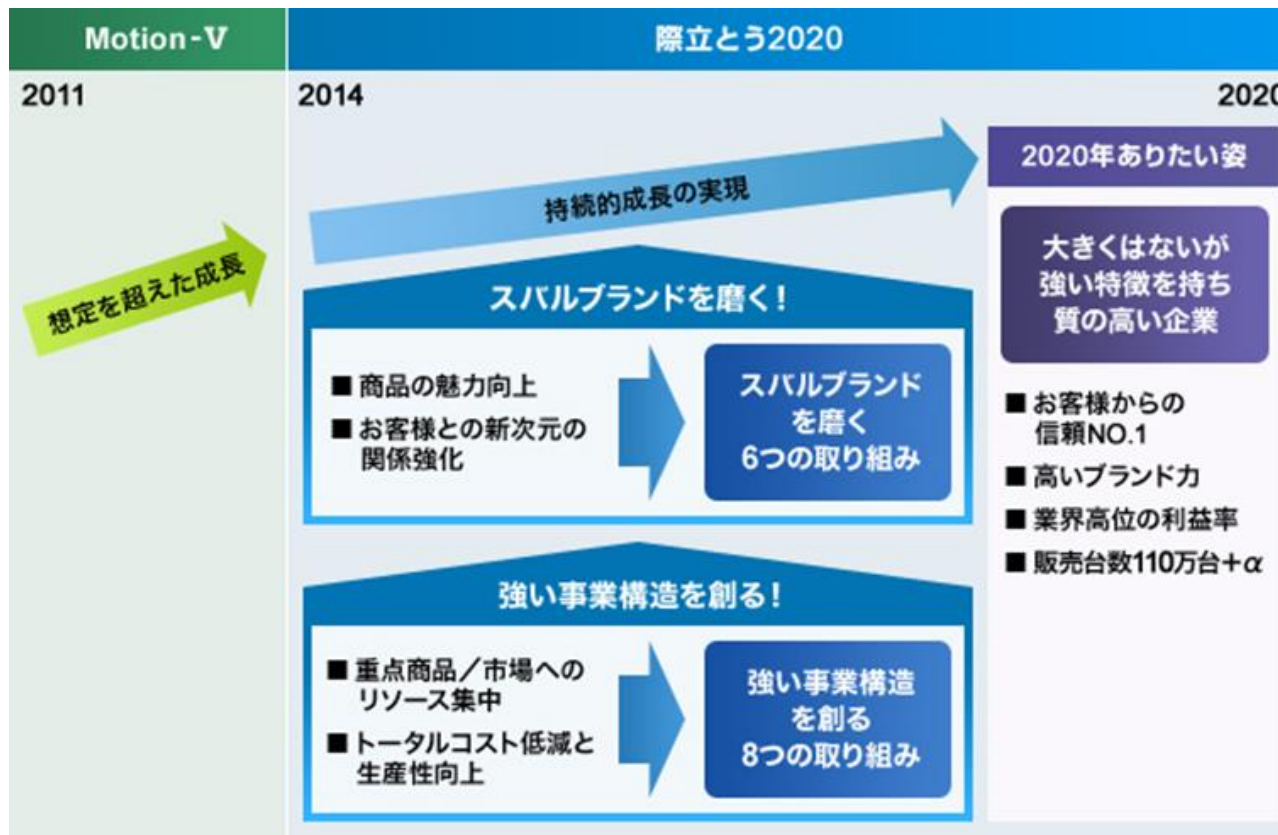 Motion-V
際立とう2020
2011
2014
2020
想定を超えた成長
持続的成長の実現
スバルブランドを磨く!
■ 商品の魅力向上
■ お客様との新次元の
関係強化
スバルブランド
を磨く
6つの取り組み
強い事業構造を創る!
■ 重点商品／市場への
リソース集中
■ トータルコスト低減と
生産性向上
強い事業構造
を創る
8つの取り組み
2020年ありたい姿
大きくはないが
強い特徴を持ち
質の高い企業
■ お客様からの
信頼NO.1
■ 高いブランド力
■ 業界高位の利益率
■ 販売台数110万台+α